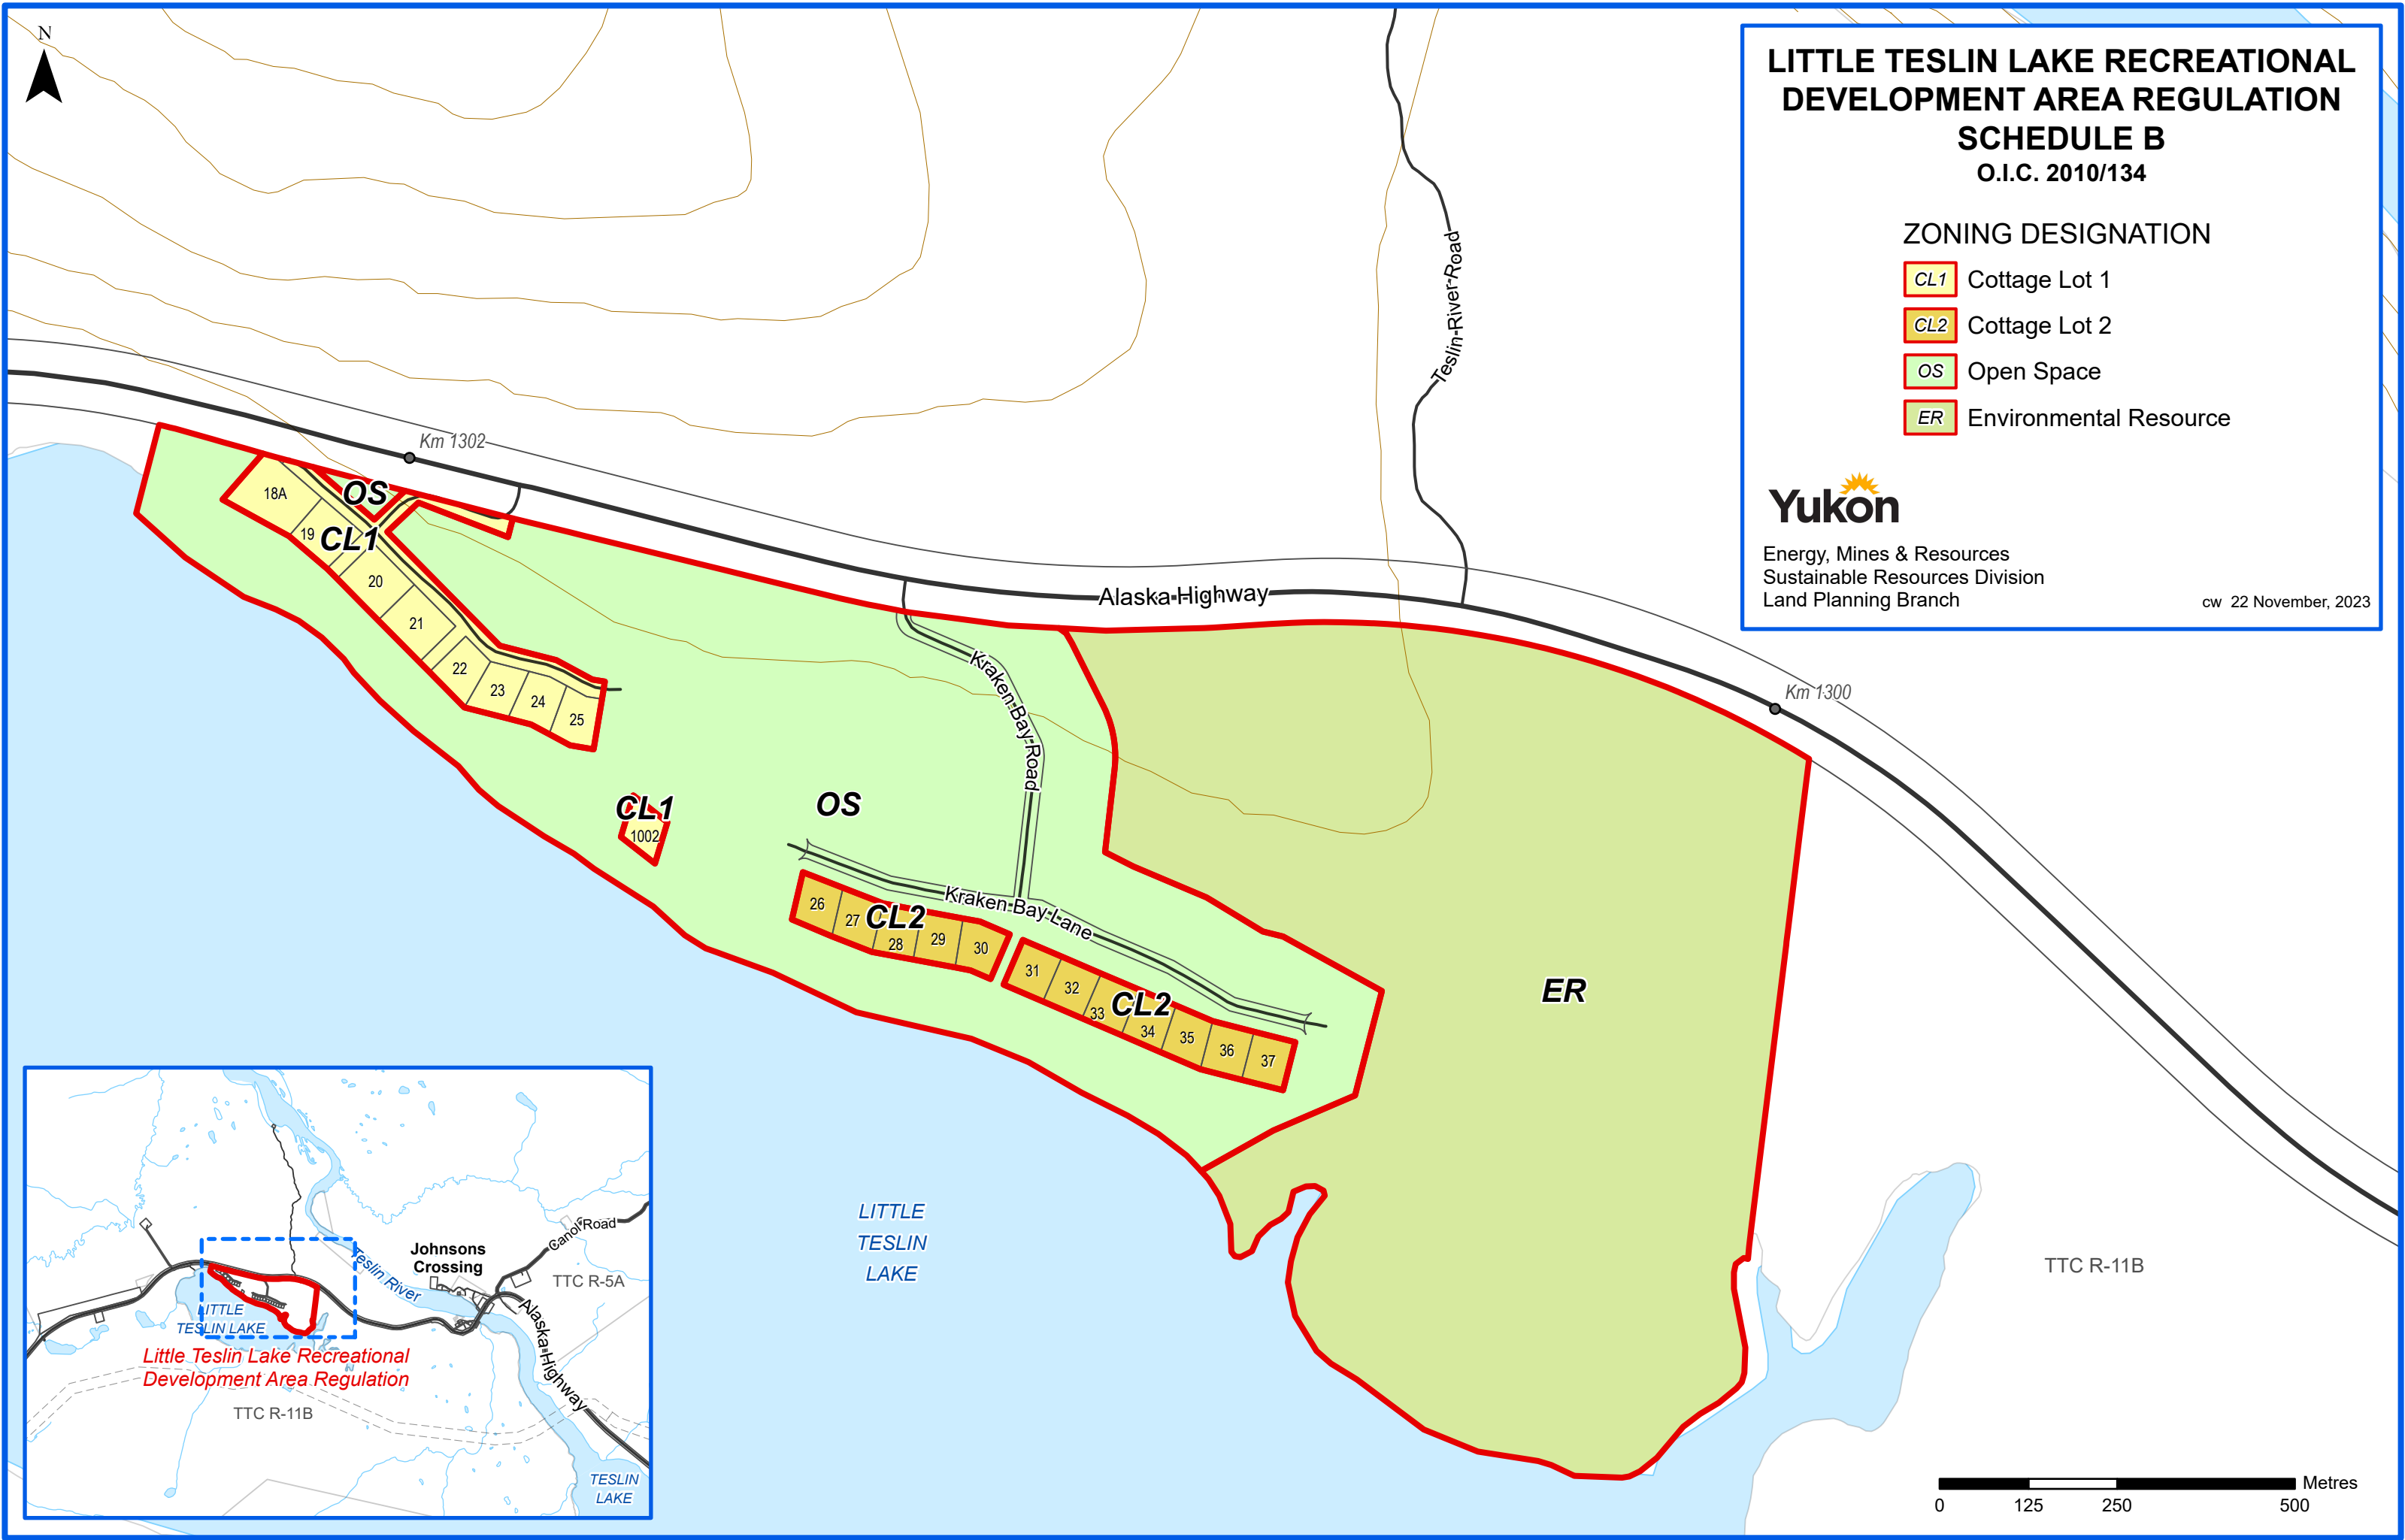 N
LITTLE TESLIN LAKE RECREATIONAL
DEVELOPMENT AREA REGULATION
SCHEDULE B
O.I.C. 2010/134
ZONING DESIGNATION
CL1 Cottage Lot 1
CL2 Cottage Lot 2
OS Open Space
ER Environmental Resource
Yukon
Energy, Mines & Resources
Sustainable Resources Division
Land Planning Branch
cw 22 November, 2023
Teslin River Road
Km 1302
Alaska Highway
Km 1300
OS
18A
19
CL1
20
21
22
23
24
25
Kraken Bay Road
CL1
1002
OS
Kraken Bay Lane
26
27
CL2
28
29
30
31
32
33
CL2
34
35
36
37
ER
LITTLE
TESLIN
LAKE
TTC R-11B
Johnsons
Crossing
Canol Road
TTC R-5A
Teslin River
Alaska Highway
LITTLE
TESLIN LAKE
Little Teslin Lake Recreational
Development Area Regulation
TTC R-11B
TESLIN
LAKE
Metres
0 125 250 500